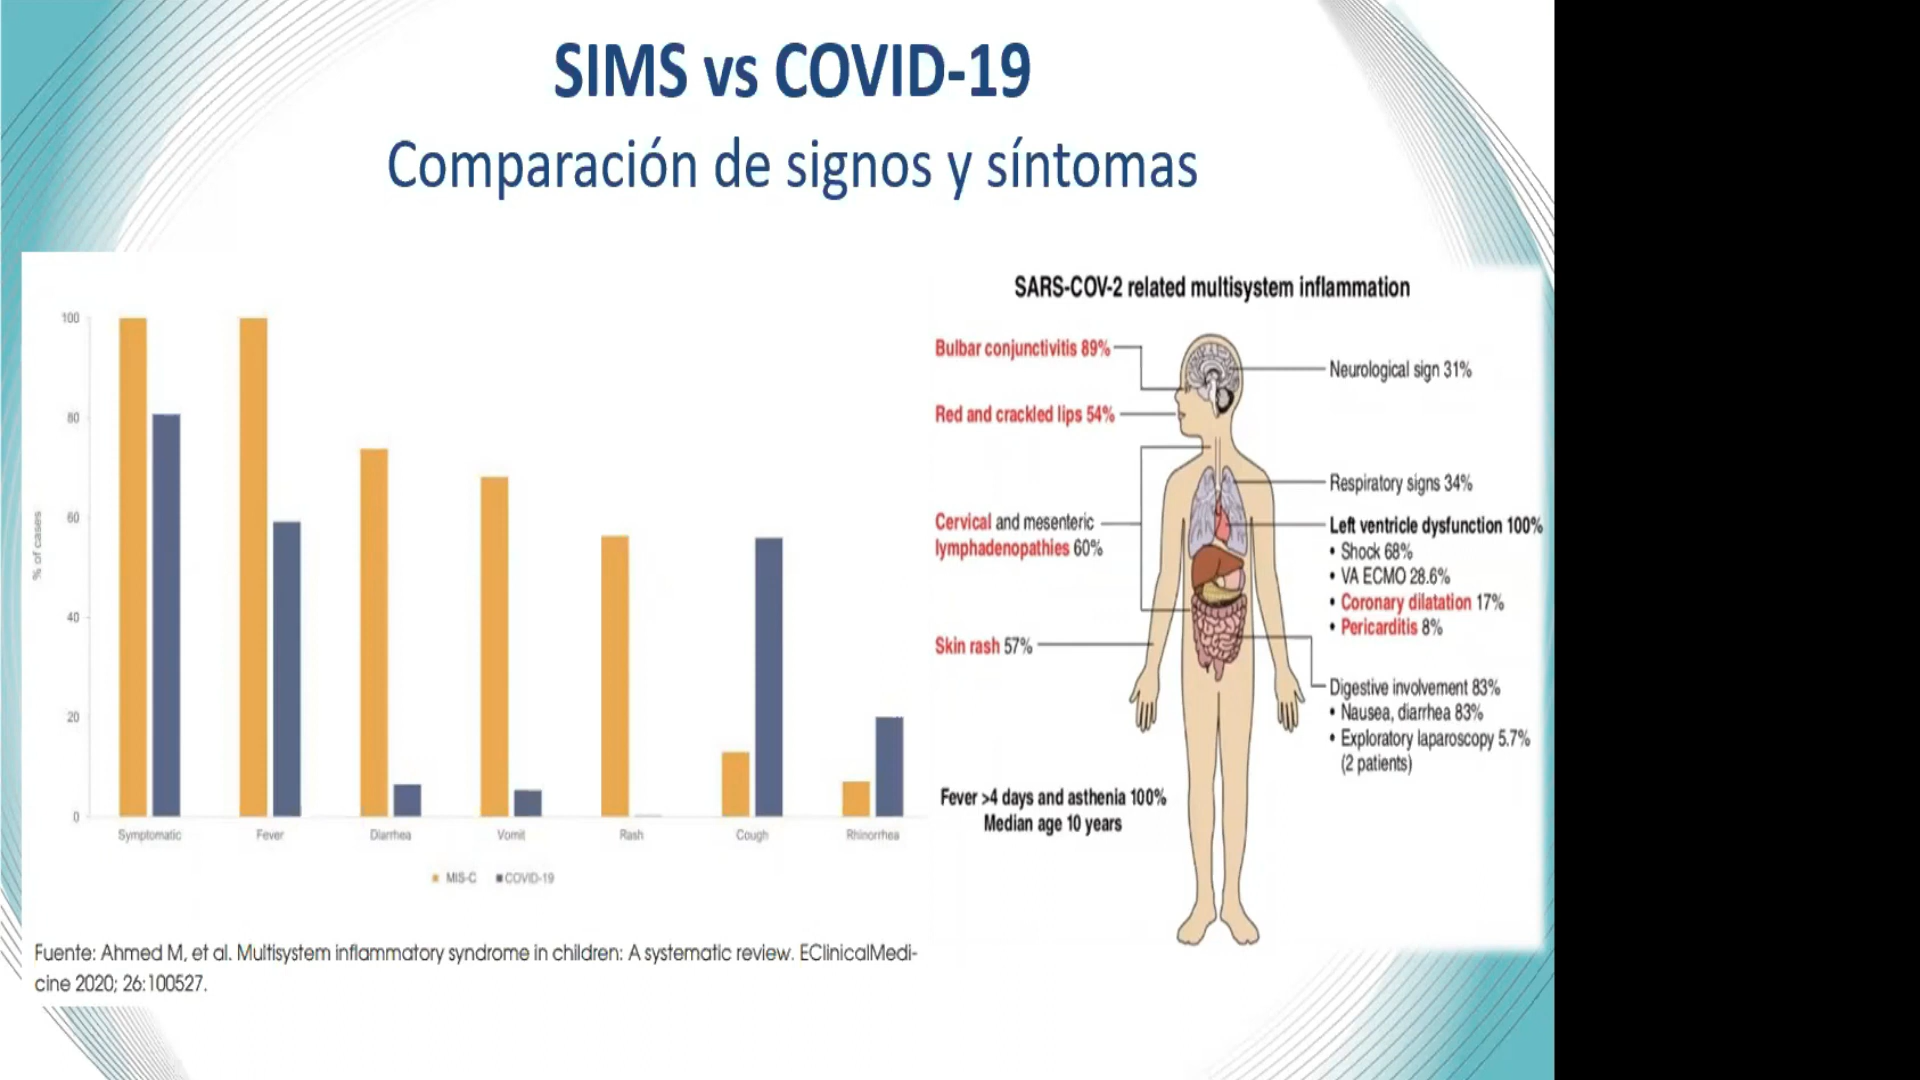 SIMS vs COVID-19
Comparación de signos y síntomas
100
80
60
40
20
0
% of cases
Symptomatic
Fever
Diarrhea
Vomit
Rash
Cough
Rhinorrhea
MIS-C
COVID-19
Fuente: Ahmed M, et al. Multisystem inflammatory syndrome in children: A systematic review. EClinicalMedi-
cine 2020; 26:100527.
SARS-COV-2 related multisystem inflammation
Bulbar conjunctivitis 89%
Red and crackled lips 54%
Cervical and mesenteric
lymphadenopathies 60%
Skin rash 57%
Fever >4 days and asthenia 100%
Median age 10 years
Neurological sign 31%
Respiratory signs 34%
Left ventricle dysfunction 100%
• Shock 68%
• VA ECMO 28.6%
• Coronary dilatation 17%
• Pericarditis 8%
Digestive involvement 83%
• Nausea, diarrhea 83%
• Exploratory laparoscopy 5.7%
(2 patients)